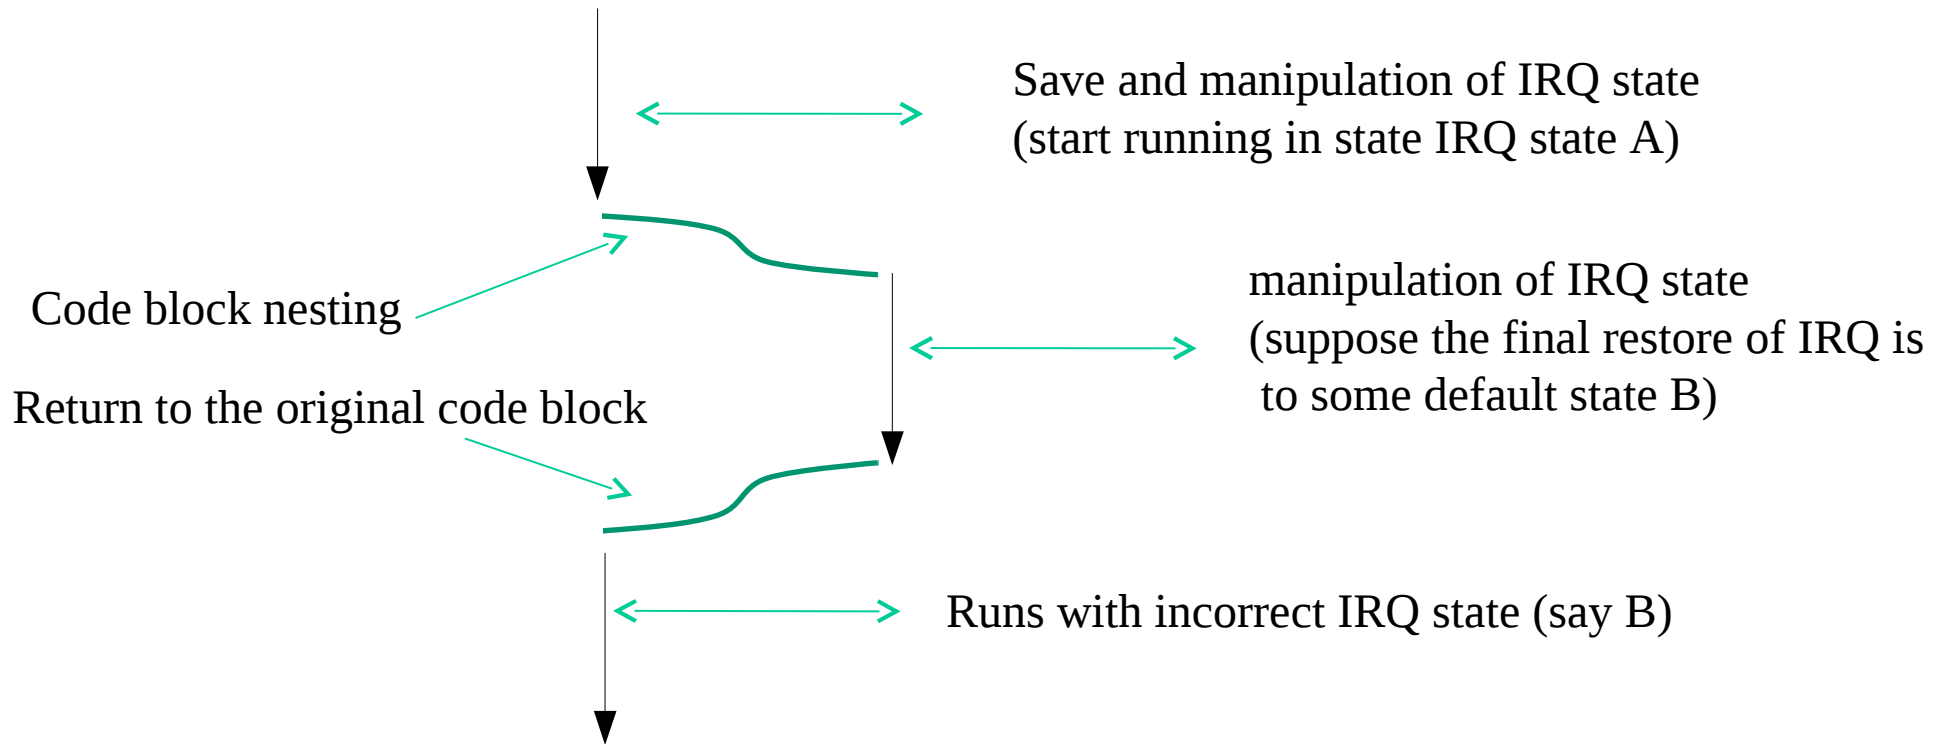 Save and manipulation of IRQ state
(start running in state IRQ state A)
Code block nesting
manipulation of IRQ state
(suppose the final restore of IRQ is
to some default state B)
Return to the original code block
Runs with incorrect IRQ state (say B)